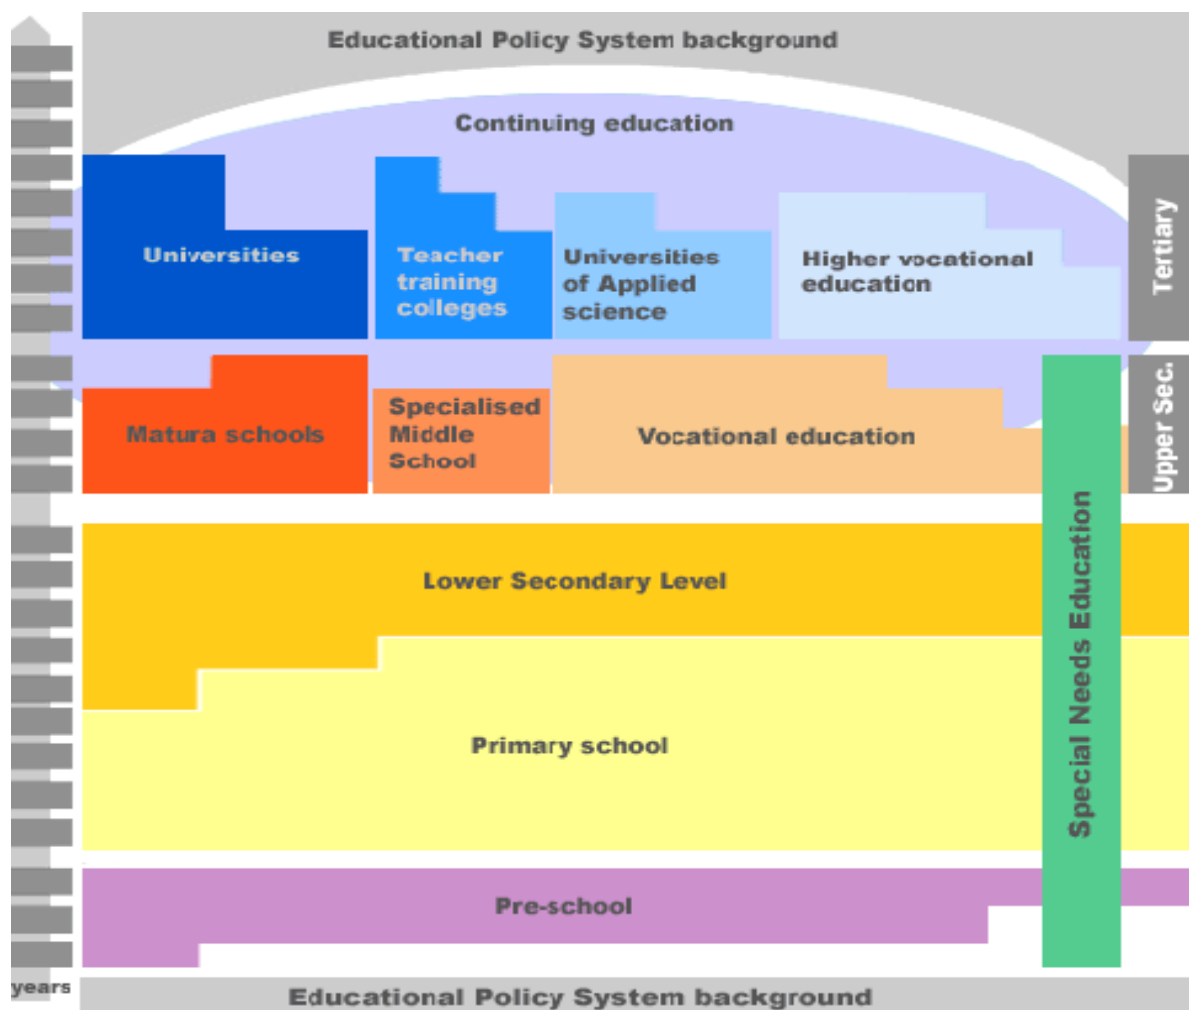 Educational Policy System background
Continuing education
Universities
Teacher
training
colleges
Universities
of Applied
science
Higher vocational
education
Tertiary
Matura schools
Specialised
Middle
School
Vocational education
Upper Sec.
Lower Secondary Level
Special Needs Education
Primary school
Pre-school
years
Educational Policy System background